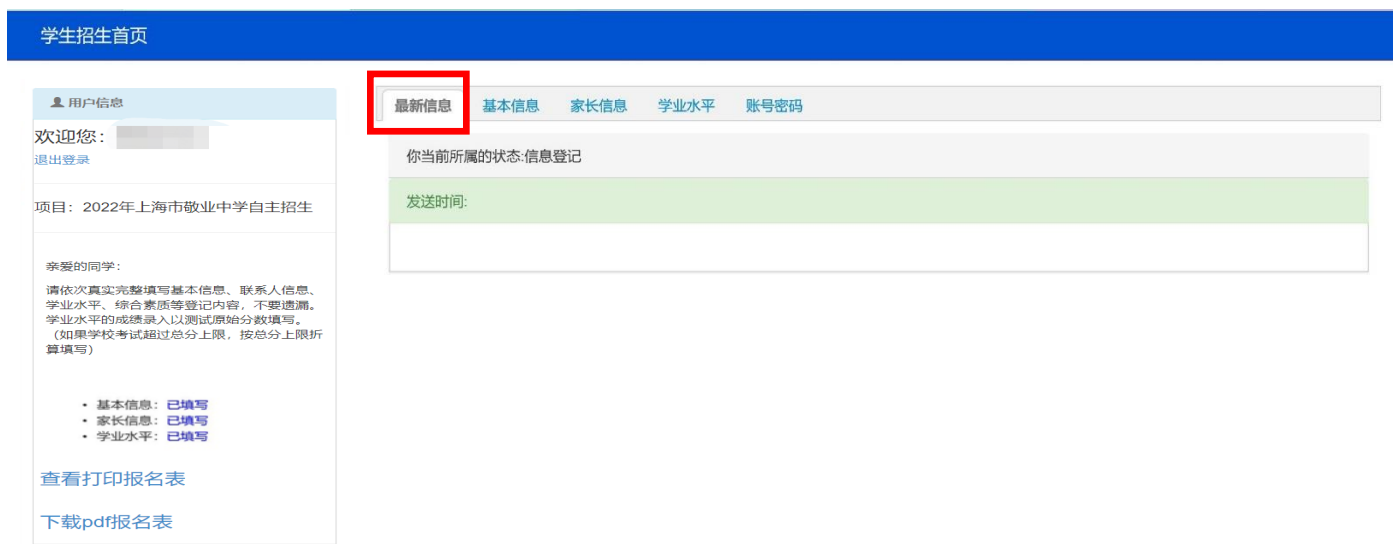 学生招生首页
用户信息
欢迎您：
退出登录
项目：2022年上海市敬业中学自主招生
亲爱的同学：
请依次真实完整填写基本信息、联系人信息、
学业水平、综合素质等登记内容，不要遗漏。
学业水平的成绩录入以测试原始分数填写。
（如果学校考试超过总分上限，按总分上限折
算填写）
• 基本信息：已填写
• 家长信息：已填写
• 学业水平：已填写
查看打印报名表
下载pdf报名表
最新信息 基本信息 家长信息 学业水平 账号密码
你当前所属的状态:信息登记
发送时间: